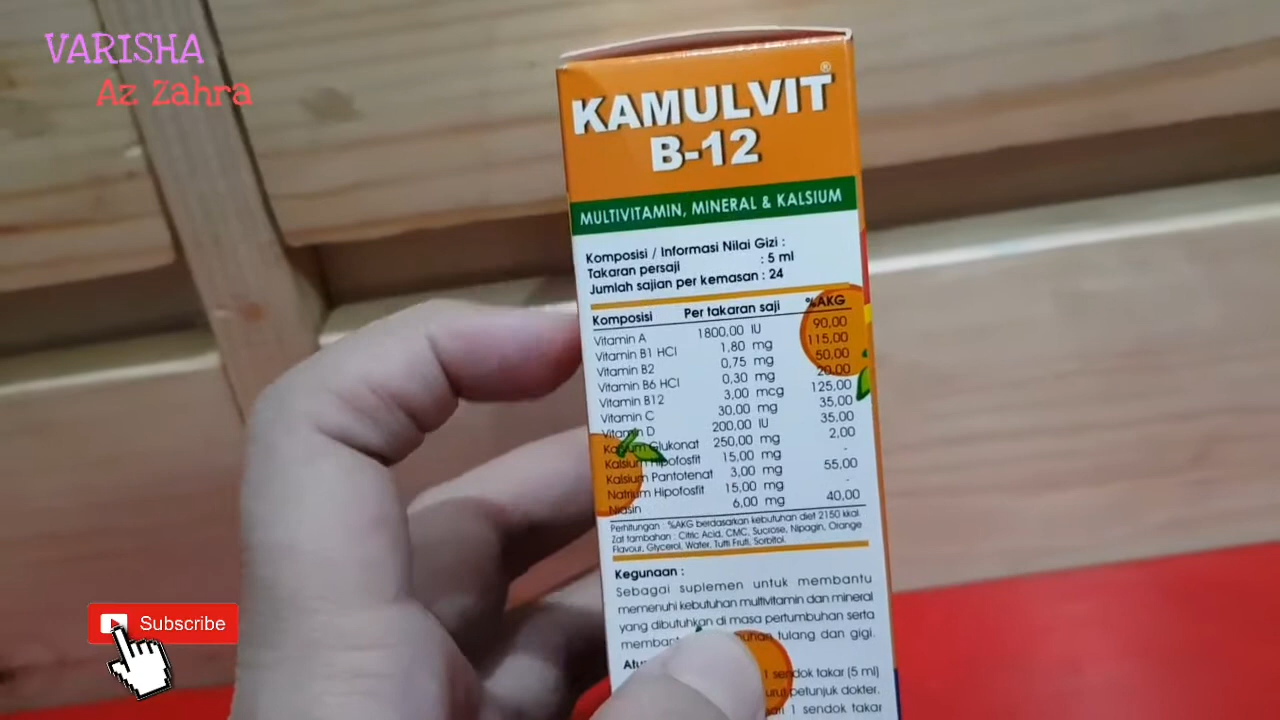 VARISHA
Az Zahra
KAMULVIT®
B-12
MULTIVITAMIN, MINERAL & KALSIUM
Komposisi / Informasi Nilai Gizi :
Takaran persaji : 5 ml
Jumlah sajian per kemasan : 24
Komposisi Per takaran saji %AKG
Vitamin A 1800,00 IU 90,00
Vitamin B1 HCl 1,80 mg 115,00
Vitamin B2 0,75 mg 50,00
Vitamin B6 HCl 0,30 mg 20,00
Vitamin B12 3,00 mcg 125,00
Vitamin C 30,00 mg 35,00
Vitamin D 200,00 IU 35,00
Kalsium Glukonat 250,00 mg 2,00
Kalsium Hipofosfit 15,00 mg -
Kalsium Pantotenat 3,00 mg 55,00
Natrium Hipofosfit 15,00 mg -
Niasin 6,00 mg 40,00
Perhitungan : %AKG berdasarkan kebutuhan diet 2150 kkal.
Zat tambahan : Citric Acid, CMC, Sucrose, Nipagin, Orange
Flavour, Glycerol, Water, Tutti Fruti, Sorbitol.
Kegunaan :
Sebagai suplemen untuk membantu
memenuhi kebutuhan multivitamin dan mineral
yang dibutuhkan di masa pertumbuhan serta
tulang dan gigi.
1 sendok takar (5 ml)
petunjuk dokter.
1 sendok takar
Subscribe